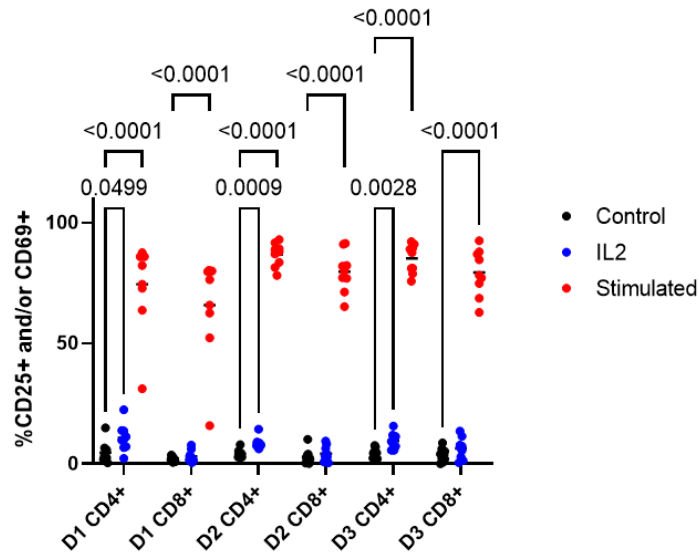 <0.0001
<0.0001
<0.0001
<0.0001
<0.0001
<0.0001
0.0499
0.0009
0.0028
%CD25+ and/or CD69+
100
50
0
Control
IL2
Stimulated
D1 CD4+
D1 CD8+
D2 CD4+
D2 CD8+
D3 CD4+
D3 CD8+